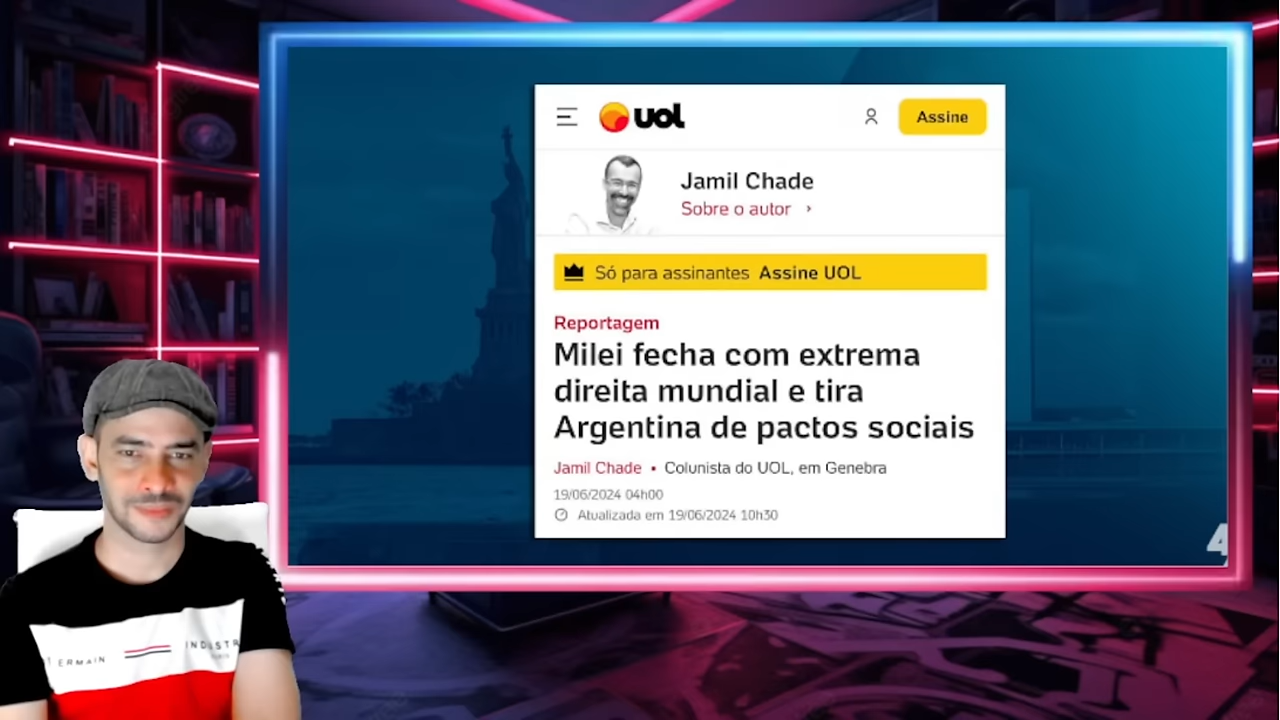 uol
Assine
Jamil Chade
Sobre o autor
Só para assinantes Assine UOL
Reportagem
Milei fecha com extrema
direita mundial e tira
Argentina de pactos sociais
Jamil Chade • Colunista do UOL, em Genebra
19/06/2024 04h00
Atualizada em 19/06/2024 10h30
ERMAIN
INDUSTR